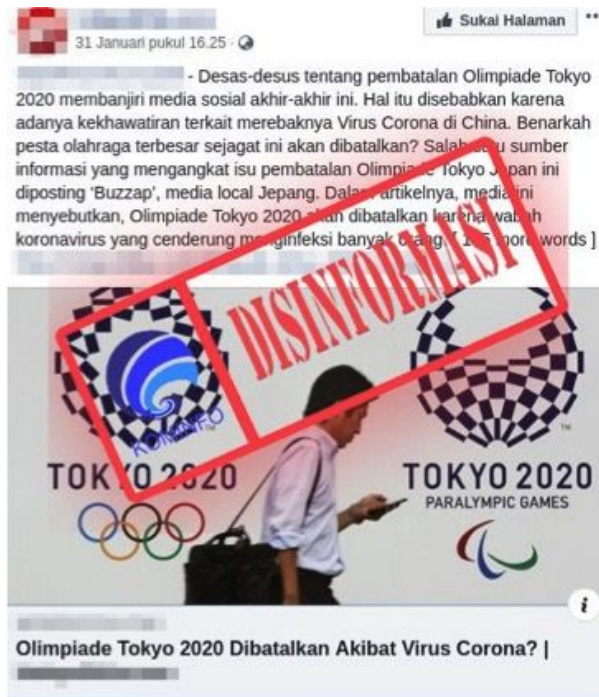 Sukai Halaman
31 Januari pukul 16.25
- Desas-desus tentang pembatalan Olimpiade Tokyo
2020 membanjiri media sosial akhir-akhir ini. Hal itu disebabkan karena
adanya kekhawatiran terkait merebaknya Virus Corona di China. Benarkah
pesta olahraga terbesar sejagat ini akan dibatalkan? Salah satu sumber
informasi yang mengangkat isu pembatalan Olimpiade Tokyo Japan ini
diposting 'Buzzap', media local Jepang. Dalam artikelnya, media ini
menyebutkan, Olimpiade Tokyo 2020 akan dibatalkan karena wabah
koronavirus yang cenderung menginfeksi banyak orang. [ more words ]
DISINFORMASI
KOMINFO
TOKYO 2020
TOKYO 2020
PARALYMPIC GAMES
Olimpiade Tokyo 2020 Dibatalkan Akibat Virus Corona? |